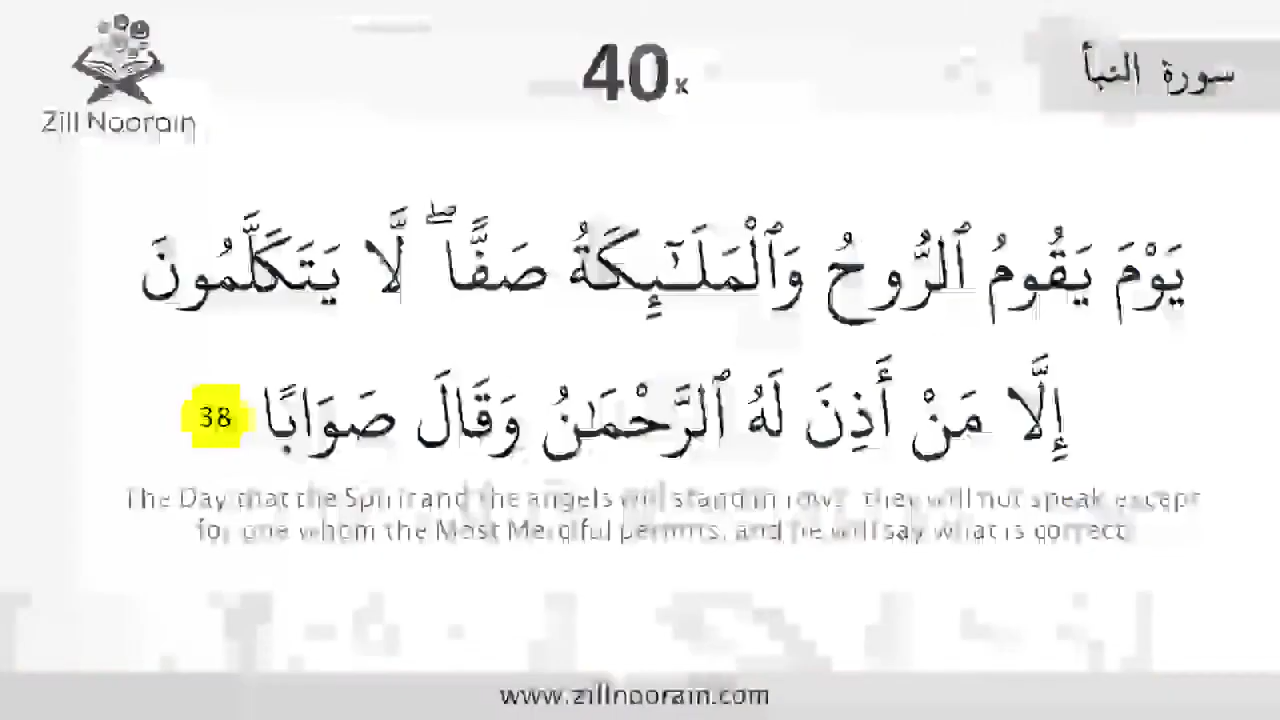 40x
سورة النبأ
Zill Noorain
يَوْمَ يَقُومُ ٱلرُّوحُ وَٱلْمَلَـٰٓئِكَةُ صَفًّا ۖ لَّا يَتَكَلَّمُونَ
إِلَّا مَنْ أَذِنَ لَهُ ٱلرَّحْمَـٰنُ وَقَالَ صَوَابًا 38
The Day that the Spirit and the angels will stand in rows, they will not speak except
for one whom the Most Merciful permits, and he will say what is correct.
www.zillnoorain.com